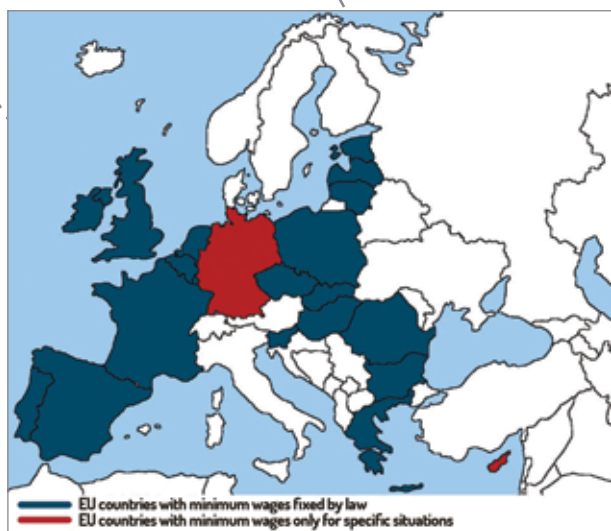 EU countries with minimum wages fixed by law
EU countries with minimum wages only for specific situations